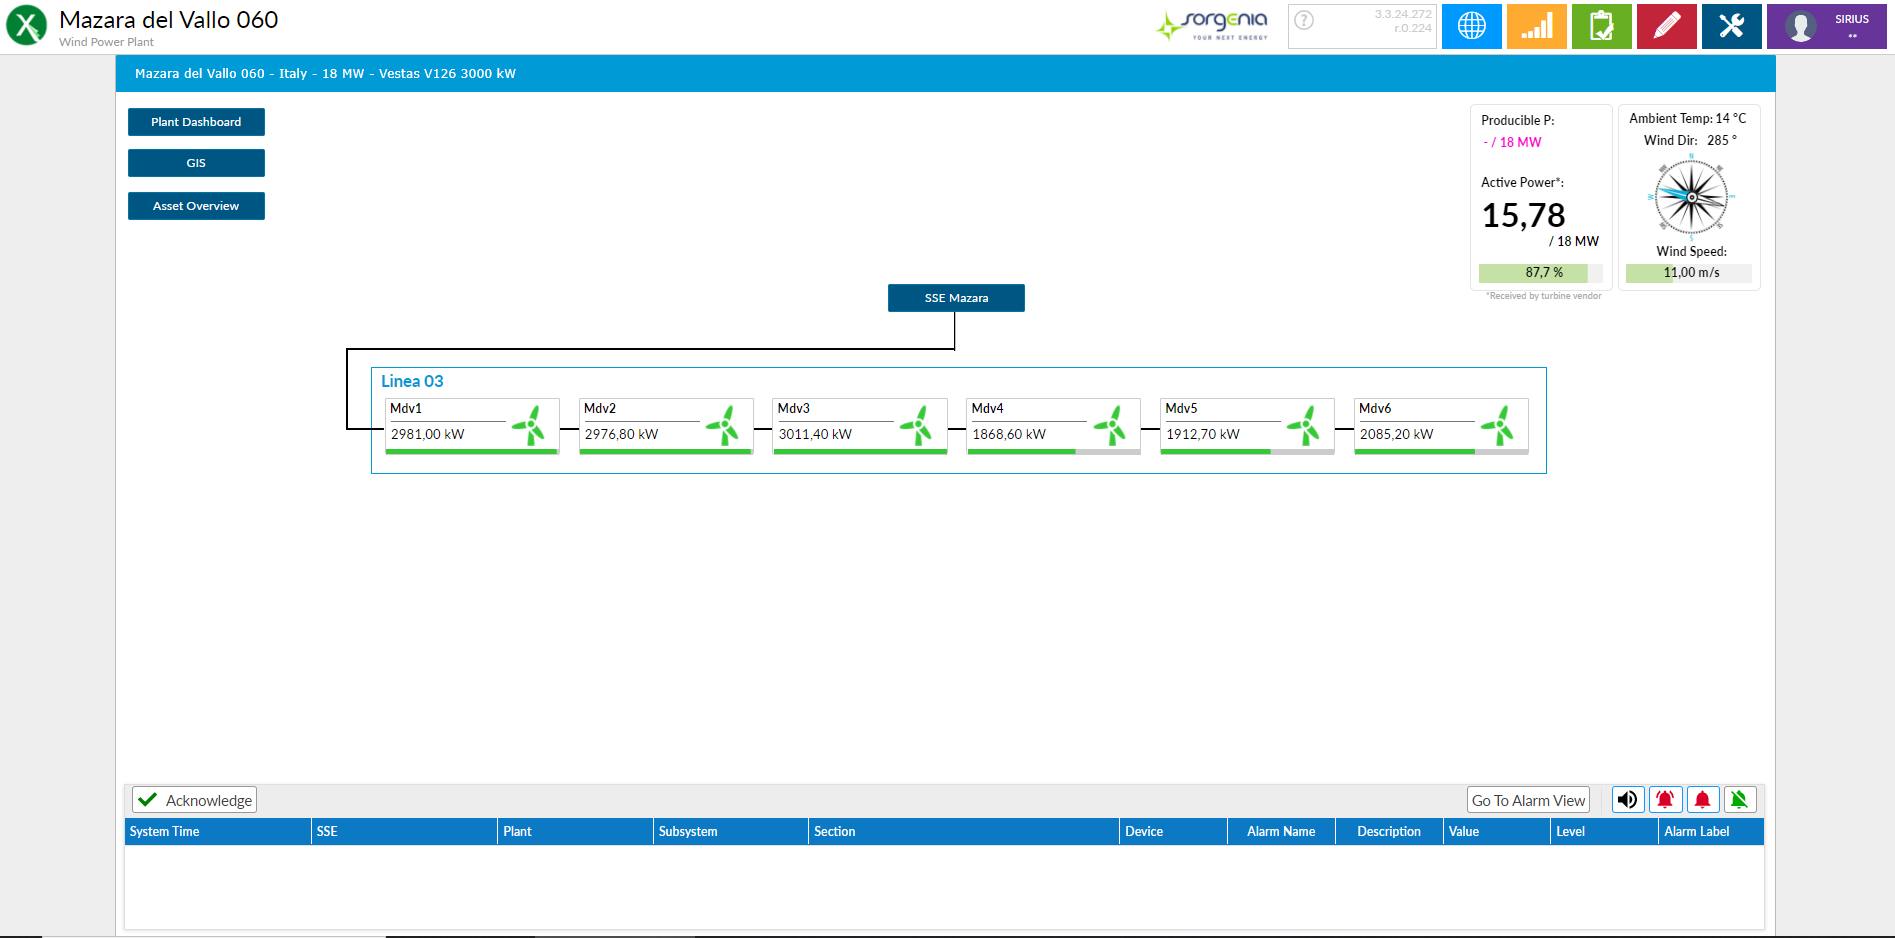 Mazara del Vallo 060
Wind Power Plant
sorgenia
YOUR NEXT ENERGY
?
3.3.24.272
r.0.224
SIRIUS
**
Mazara del Vallo 060 - Italy - 18 MW - Vestas V126 3000 kW
Plant Dashboard
GIS
Asset Overview
Producible P:
- / 18 MW
Active Power*:
15,78
/ 18 MW
87,7 %
*Received by turbine vendor
Ambient Temp: 14 °C
Wind Dir: 285 °
N
E
S
W
Wind Speed:
11,00 m/s
SSE Mazara
Linea 03
Mdv1
2981,00 kW
Mdv2
2976,80 kW
Mdv3
3011,40 kW
Mdv4
1868,60 kW
Mdv5
1912,70 kW
Mdv6
2085,20 kW
Acknowledge
Go To Alarm View
System Time SSE Plant Subsystem Section Device Alarm Name Description Value Level Alarm Label